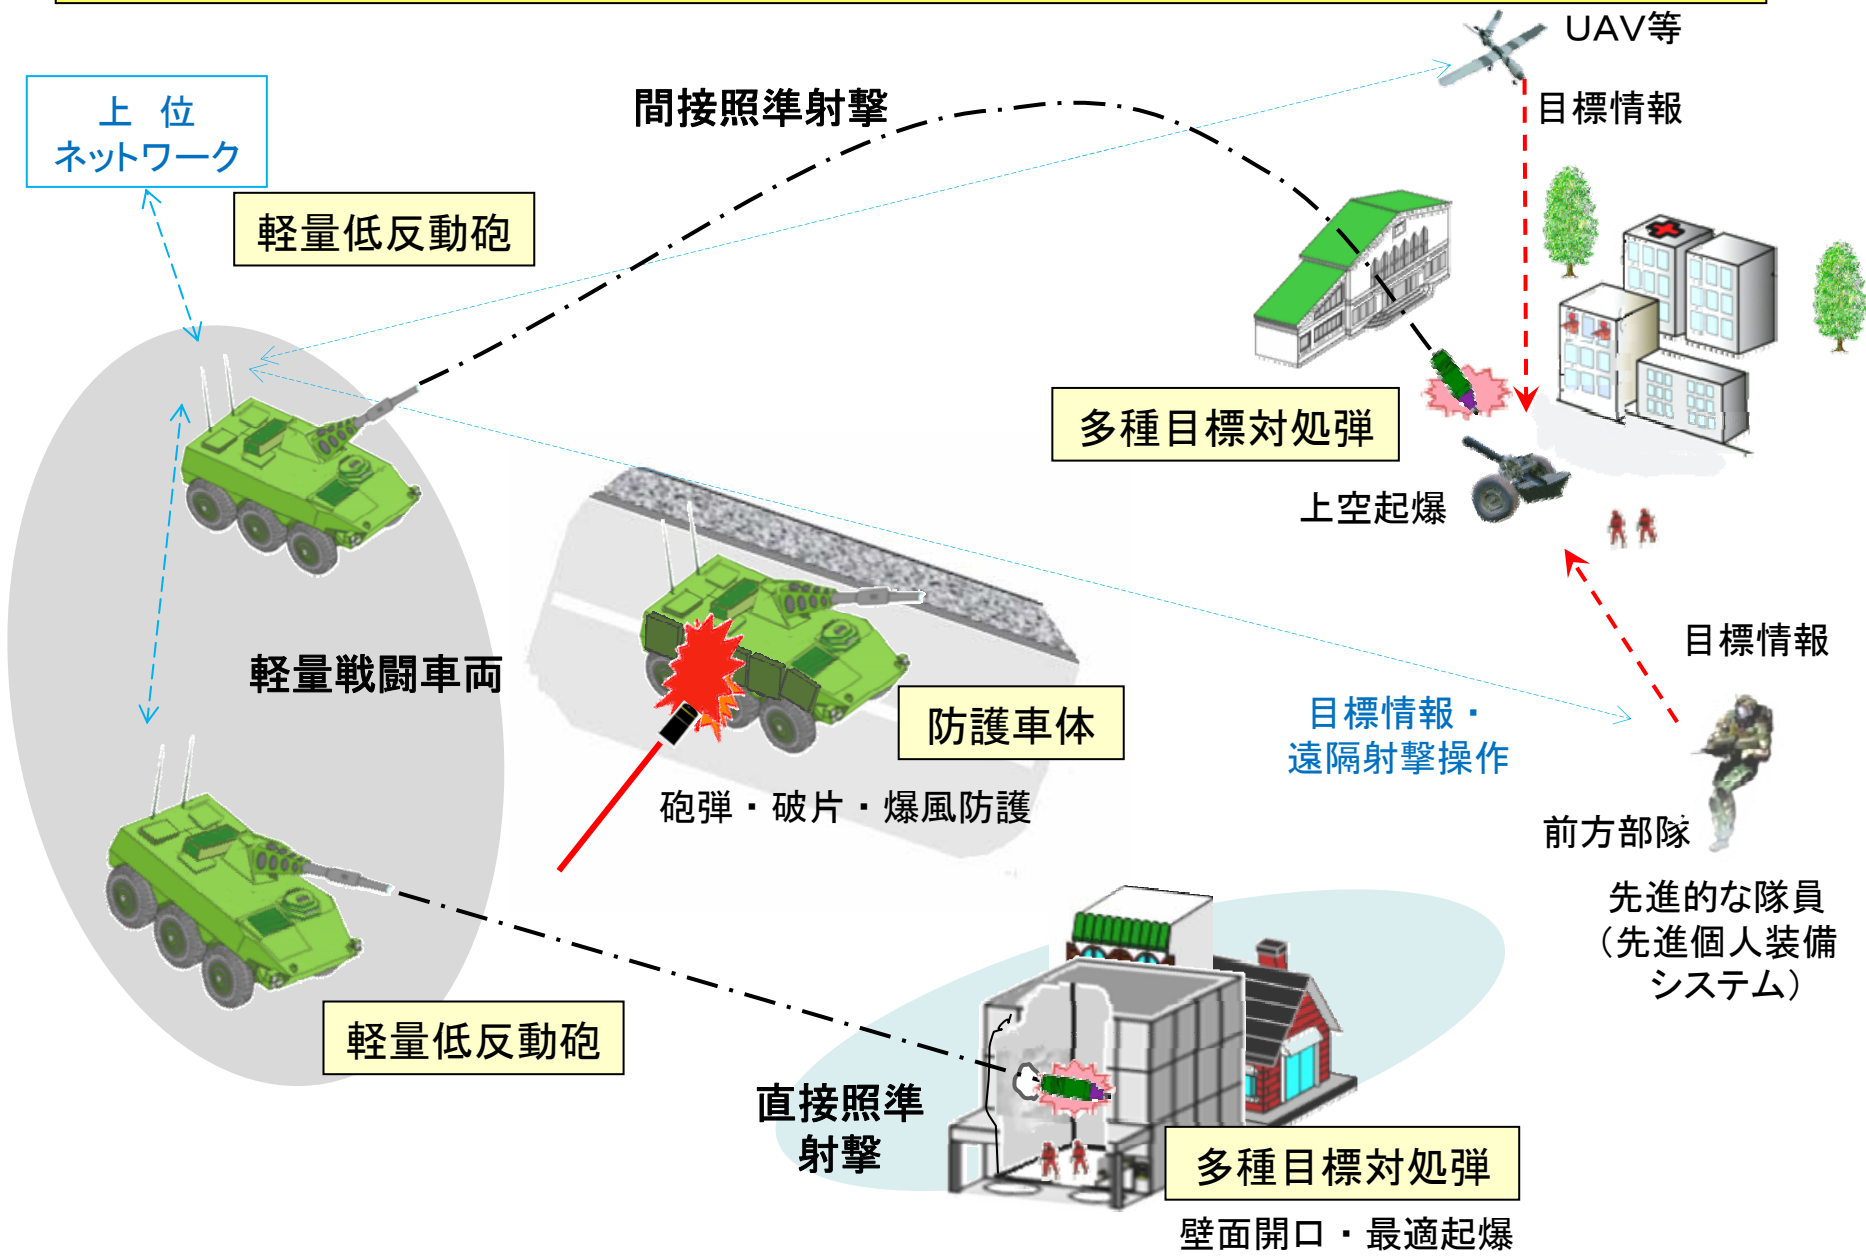 UAV等
目標情報
間接照準射撃
上 位
ネットワーク
軽量低反動砲
多種目標対処弾
上空起爆
目標情報
軽量戦闘車両
防護車体
目標情報・
遠隔射撃操作
砲弾・破片・爆風防護
前方部隊
先進的な隊員
（先進個人装備
システム）
軽量低反動砲
直接照準
射撃
多種目標対処弾
壁面開口・最適起爆